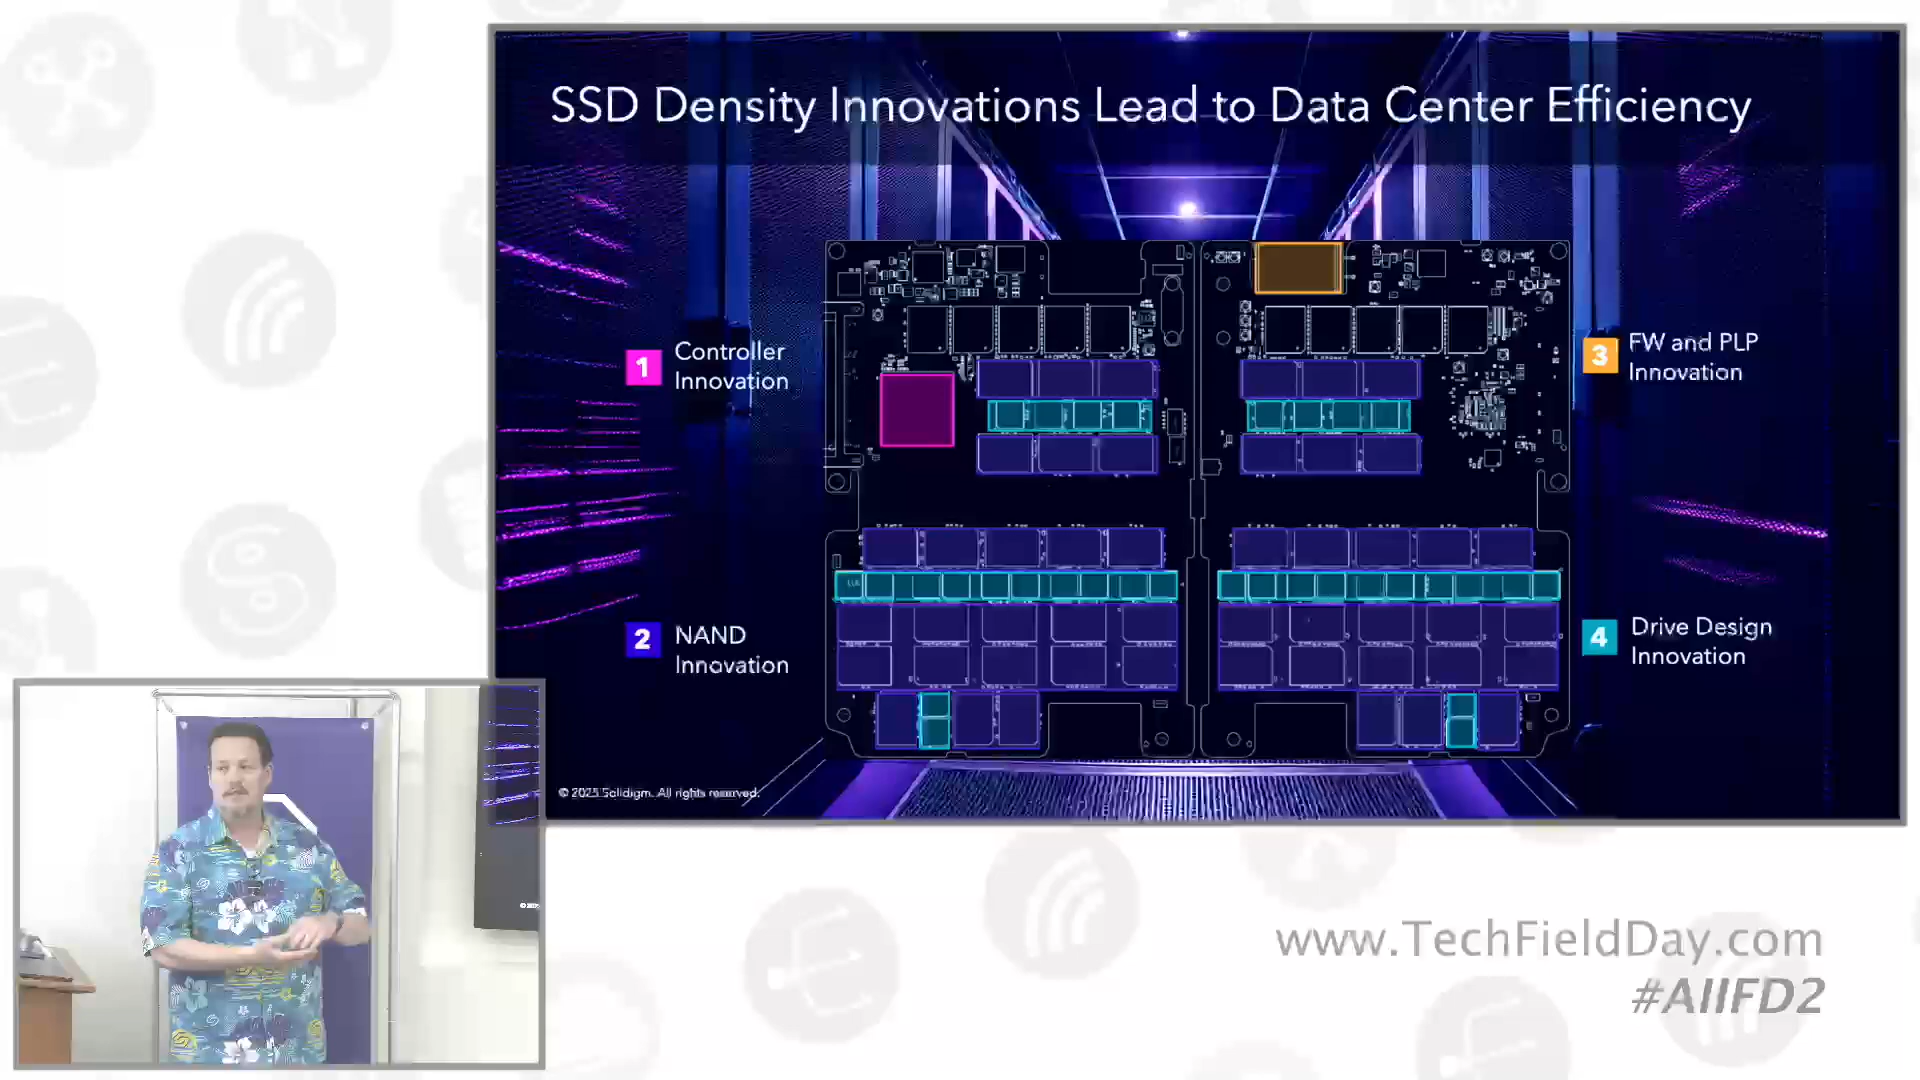 SSD Density Innovations Lead to Data Center Efficiency
1
Controller
Innovation
2
NAND
Innovation
3
FW and PLP
Innovation
4
Drive Design
Innovation
© 2025 Solidigm. All rights reserved.
www.TechFieldDay.com
#AIIFD2